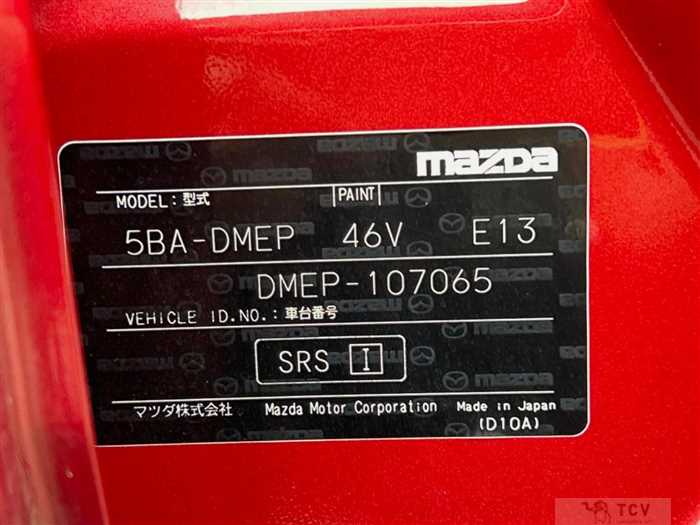 mazda
MODEL : 型式 PAINT
5BA-DMEP 46V E13
DMEP-107065
VEHICLE ID.NO. : 車台番号
SRS I
マツダ株式会社 Mazda Motor Corporation Made in Japan
(D10A)
TCV